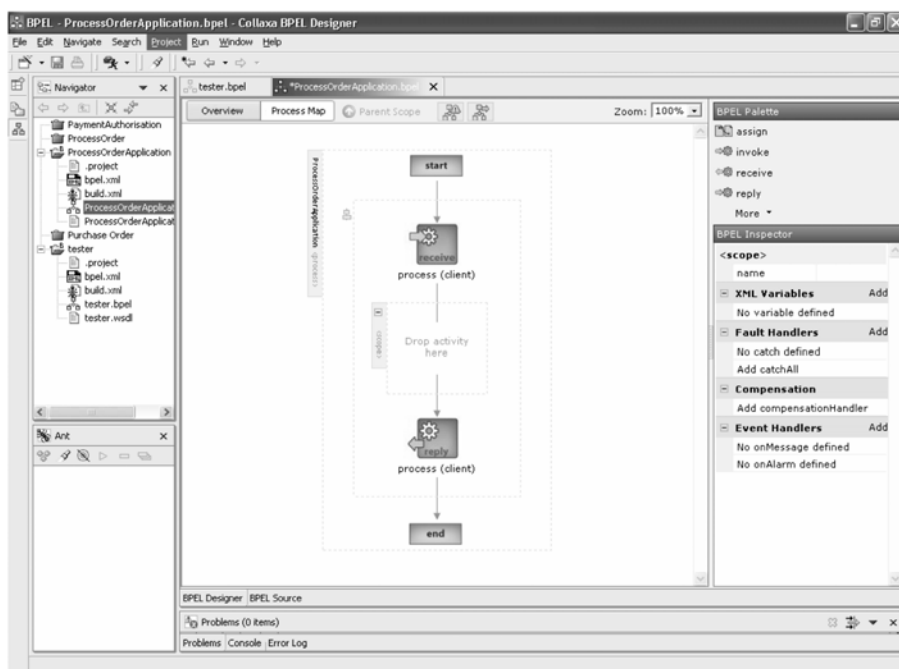 BPEL - ProcessOrderApplication.bpel - Collaxa BPEL Designer
File Edit Navigate Search Project Run Window Help
Navigator
PaymentAuthorisation
ProcessOrder
ProcessOrderApplication
.project
bpel.xml
build.xml
ProcessOrderApplicat
ProcessOrderApplicat
Purchase Order
tester
.project
bpel.xml
build.xml
tester.bpel
tester.wsdl
Ant
tester.bpel
*ProcessOrderApplication.bpel
Overview Process Map Parent Scope Zoom: 100%
ProcessOrderApplication <process>
start
receive
process (client)
<scope>
Drop activity
here
reply
process (client)
end
BPEL Designer BPEL Source
Problems (0 items)
Problems Console Error Log
BPEL Palette
assign
invoke
receive
reply
More
BPEL Inspector
<scope>
name
XML Variables Add
No variable defined
Fault Handlers Add
No catch defined
Add catchAll
Compensation
Add compensationHandler
Event Handlers Add
No onMessage defined
No onAlarm defined